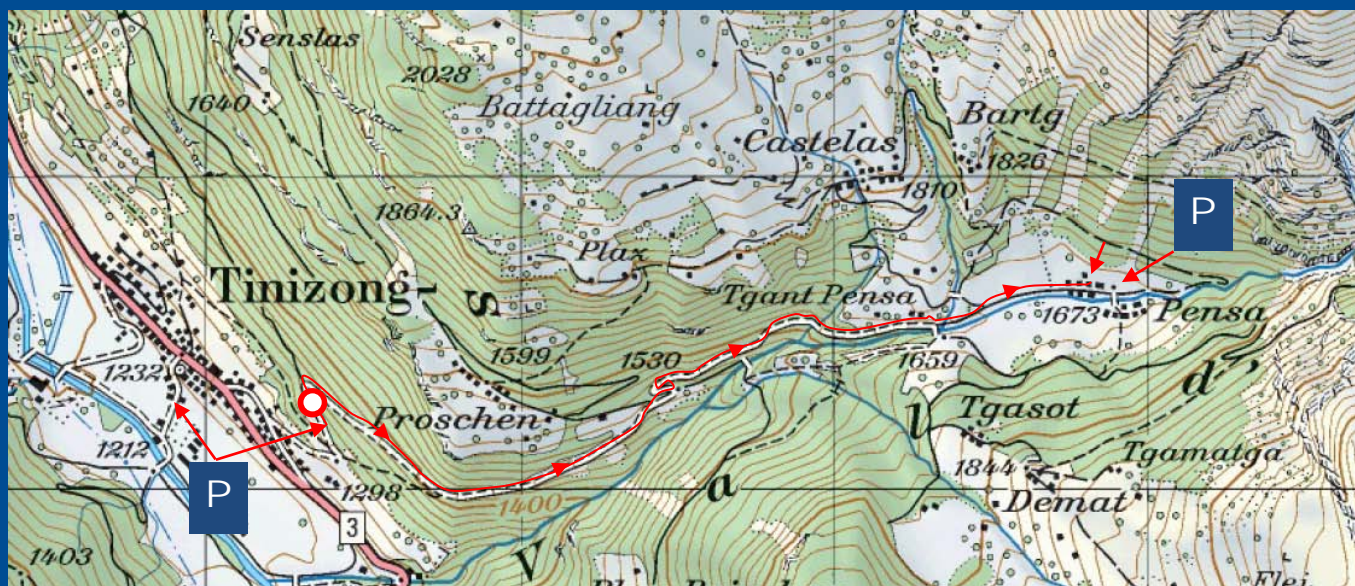 Senslas
2028
1640
Battagliang
Bartg
Castelas
1826
1810
P
1864.3
Plaz
Tinizong-
S
Tgant Pensa
1673
Pensa
1599
1530
1659
1232
d'
Proschen
Tgasot
l
1212
Tgamatga
P
1298
1844
a
1400
Demat
3
1403
V